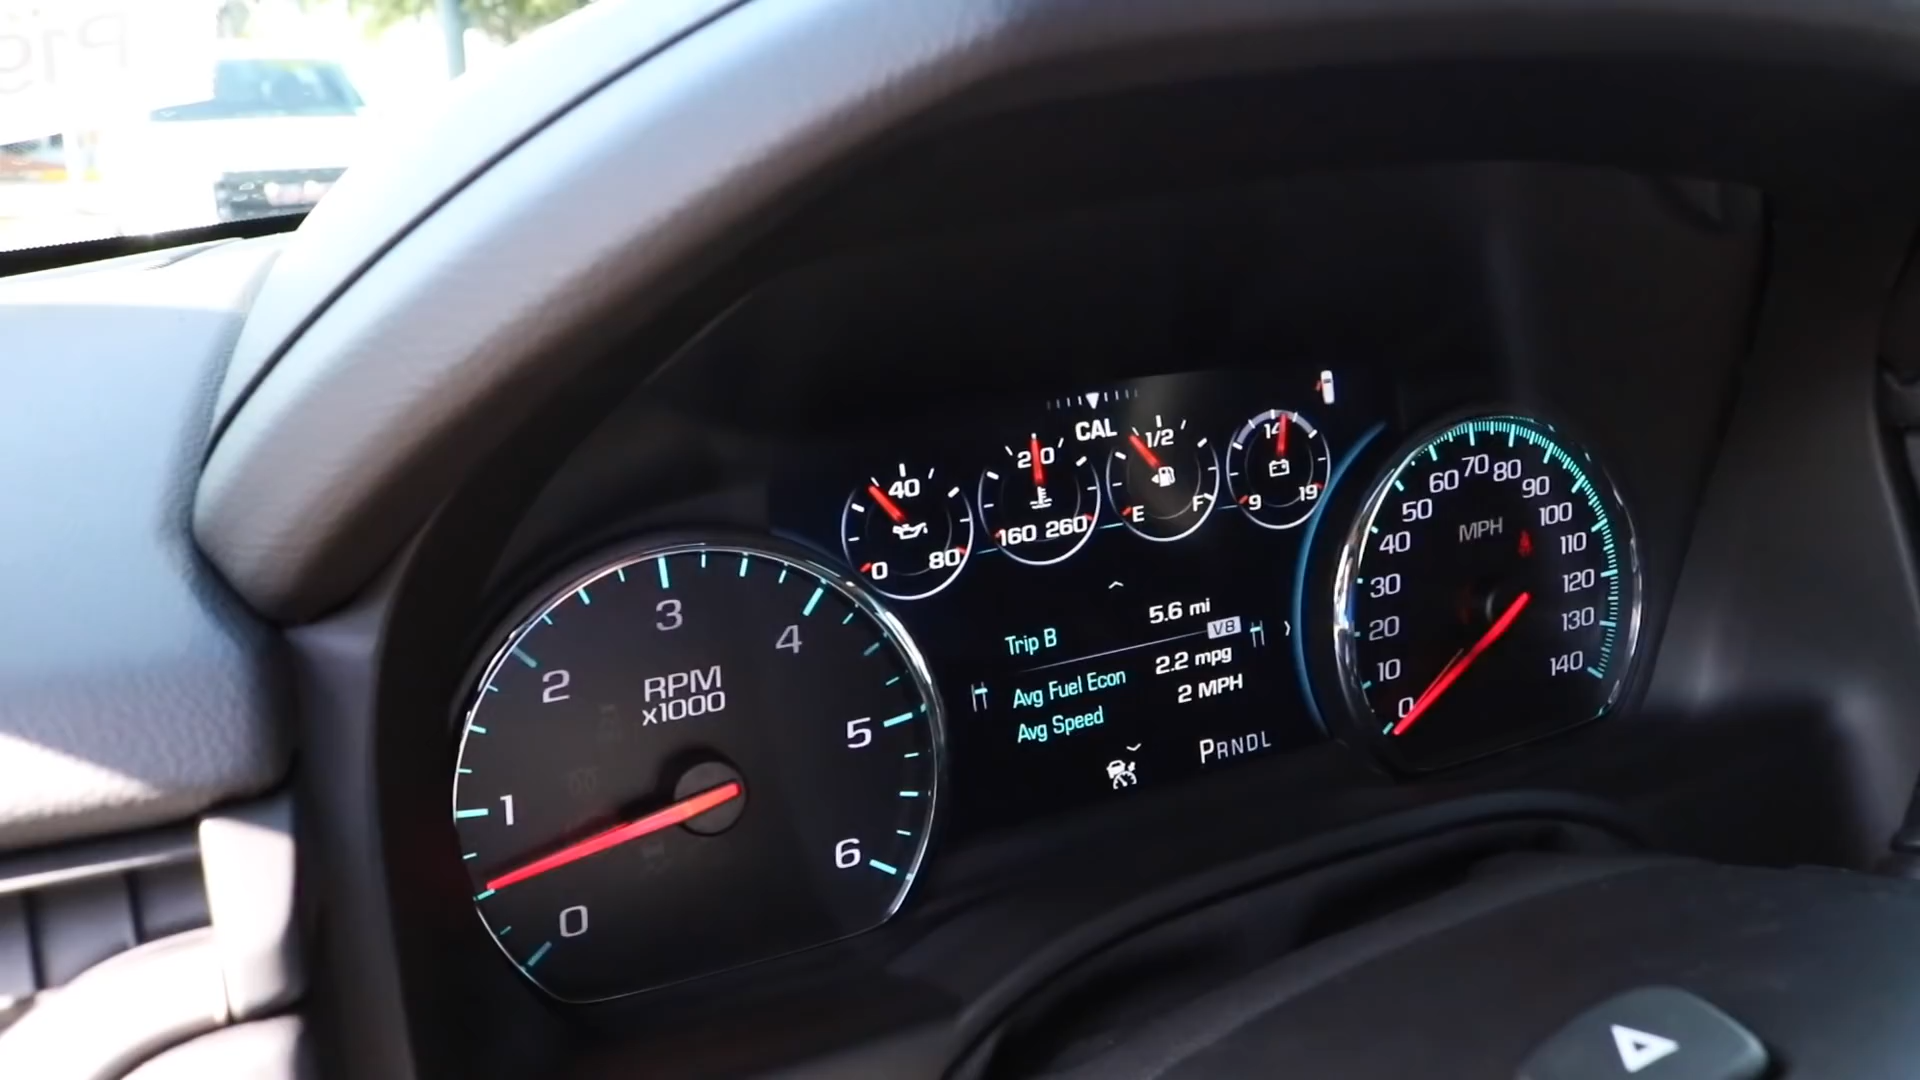 CAL
40
0 80
210
160 260
1/2
E F
14
9 19
0
1
2
3
4
5
6
RPM
x1000
Trip B 5.6 mi
V8
Avg Fuel Econ 2.2 mpg
Avg Speed 2 MPH
PRNDL
0
10
20
30
40
50
60
70
80
90
100
110
120
130
140
MPH